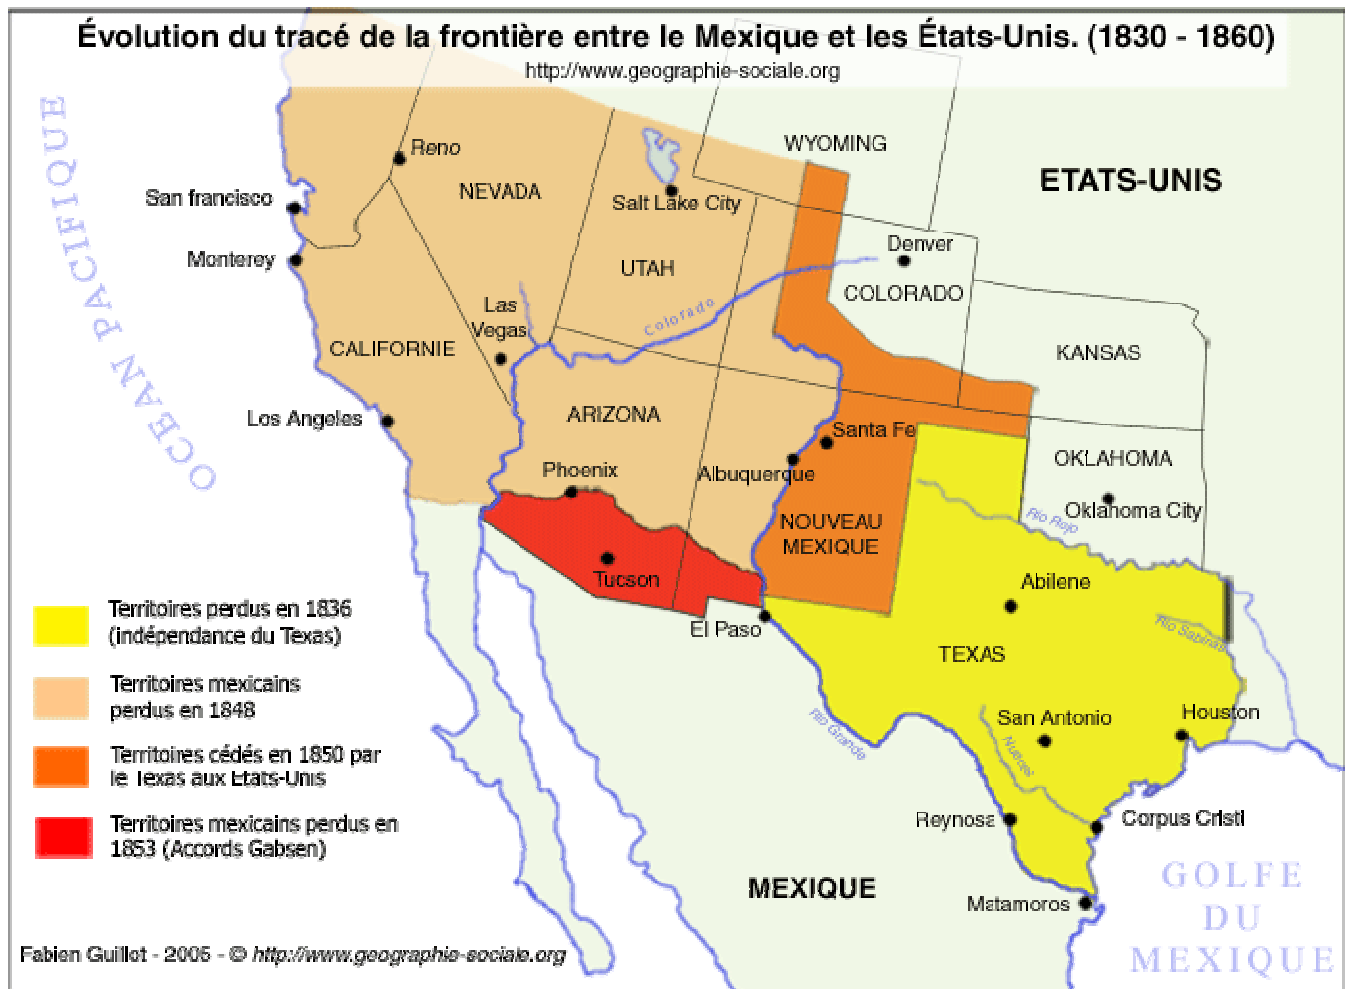 Évolution du tracé de la frontière entre le Mexique et les États-Unis. (1830 - 1860)
http://www.geographie-sociale.org
OCEAN PACIFIQUE
Reno
WYOMING
ETATS-UNIS
San francisco
NEVADA
Salt Lake City
Monterey
UTAH
Denver
COLORADO
Las
Vegas
Colorado
CALIFORNIE
KANSAS
Los Angeles
ARIZONA
Santa Fe
Phoenix
Albuquerque
OKLAHOMA
Oklahoma City
Rio Rojo
NOUVEAU
MEXIQUE
Tucson
Abilene
El Paso
Rio Sabinas
TEXAS
San Antonio
Houston
Rio Grande
Nueces
Reynosa
Corpus Cristi
MEXIQUE
Matamoros
GOLFE
DU
MEXIQUE
Territoires perdus en 1836
(indépendance du Texas)
Territoires mexicains
perdus en 1848
Territoires cédés en 1850 par
le Texas aux Etats-Unis
Territoires mexicains perdus en
1853 (Accords Gabsen)
Fabien Guillot - 2005 - © http://www.geographie-sociale.org